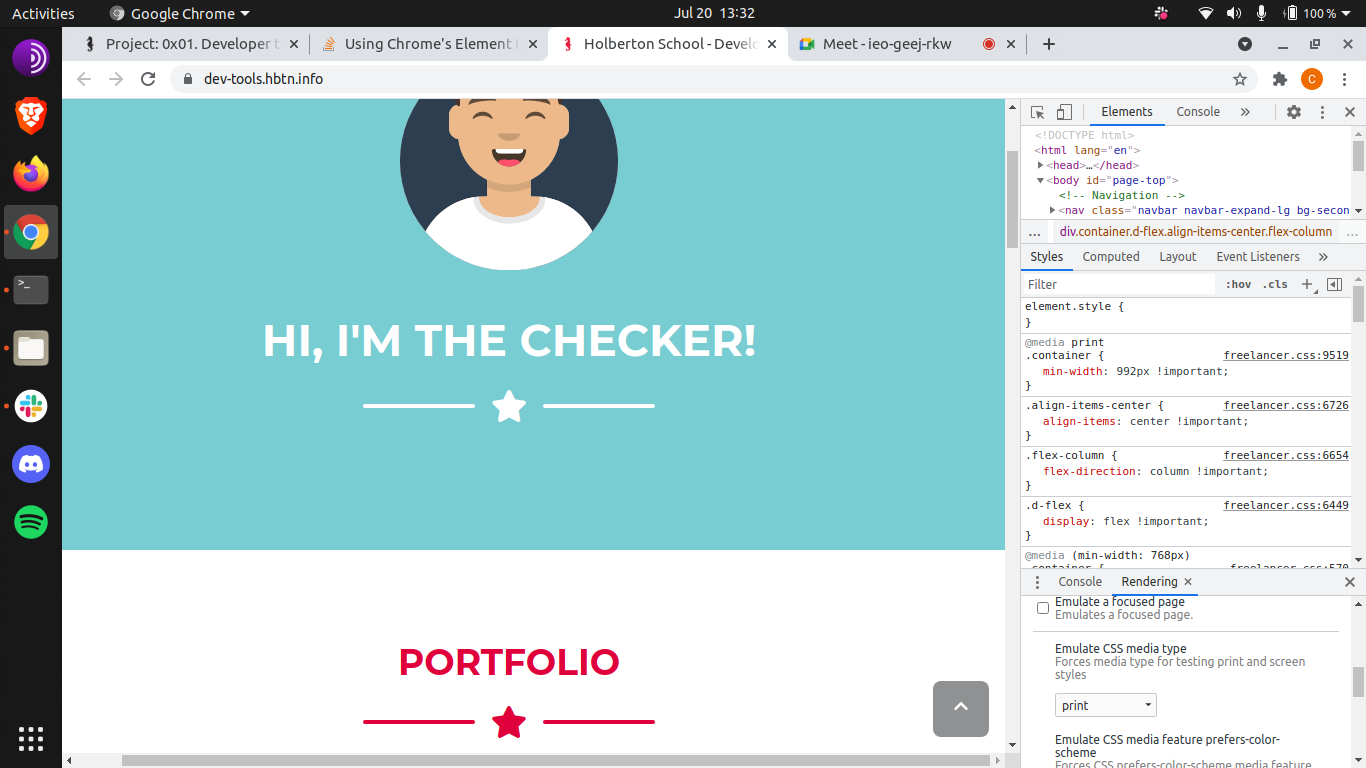 Activities
Google Chrome
Jul 20 13:32
100 %
Project: 0x01. Developer t
Using Chrome's Element
Holberton School - Develo
Meet - ieo-geej-rkw
dev-tools.hbtn.info
C
HI, I'M THE CHECKER!
PORTFOLIO
Elements
Console
»
<!DOCTYPE html>
<html lang="en">
<head>…</head>
<body id="page-top">
<!-- Navigation -->
<nav class="navbar navbar-expand-lg bg-secon
...
div.container.d-flex.align-items-center.flex-column
...
Styles
Computed
Layout
Event Listeners
»
Filter
:hov
.cls
+
element.style {
}
@media print
.container {
freelancer.css:9519
min-width: 992px !important;
}
.align-items-center {
freelancer.css:6726
align-items: center !important;
}
.flex-column {
freelancer.css:6654
flex-direction: column !important;
}
.d-flex {
freelancer.css:6449
display: flex !important;
}
@media (min-width: 768px)
.container {
freelancer.css:570
Console
Rendering
Emulate a focused page
Emulates a focused page.
Emulate CSS media type
Forces media type for testing print and screen
styles
print
Emulate CSS media feature prefers-color-
scheme
Forces CSS prefers-color-scheme media feature